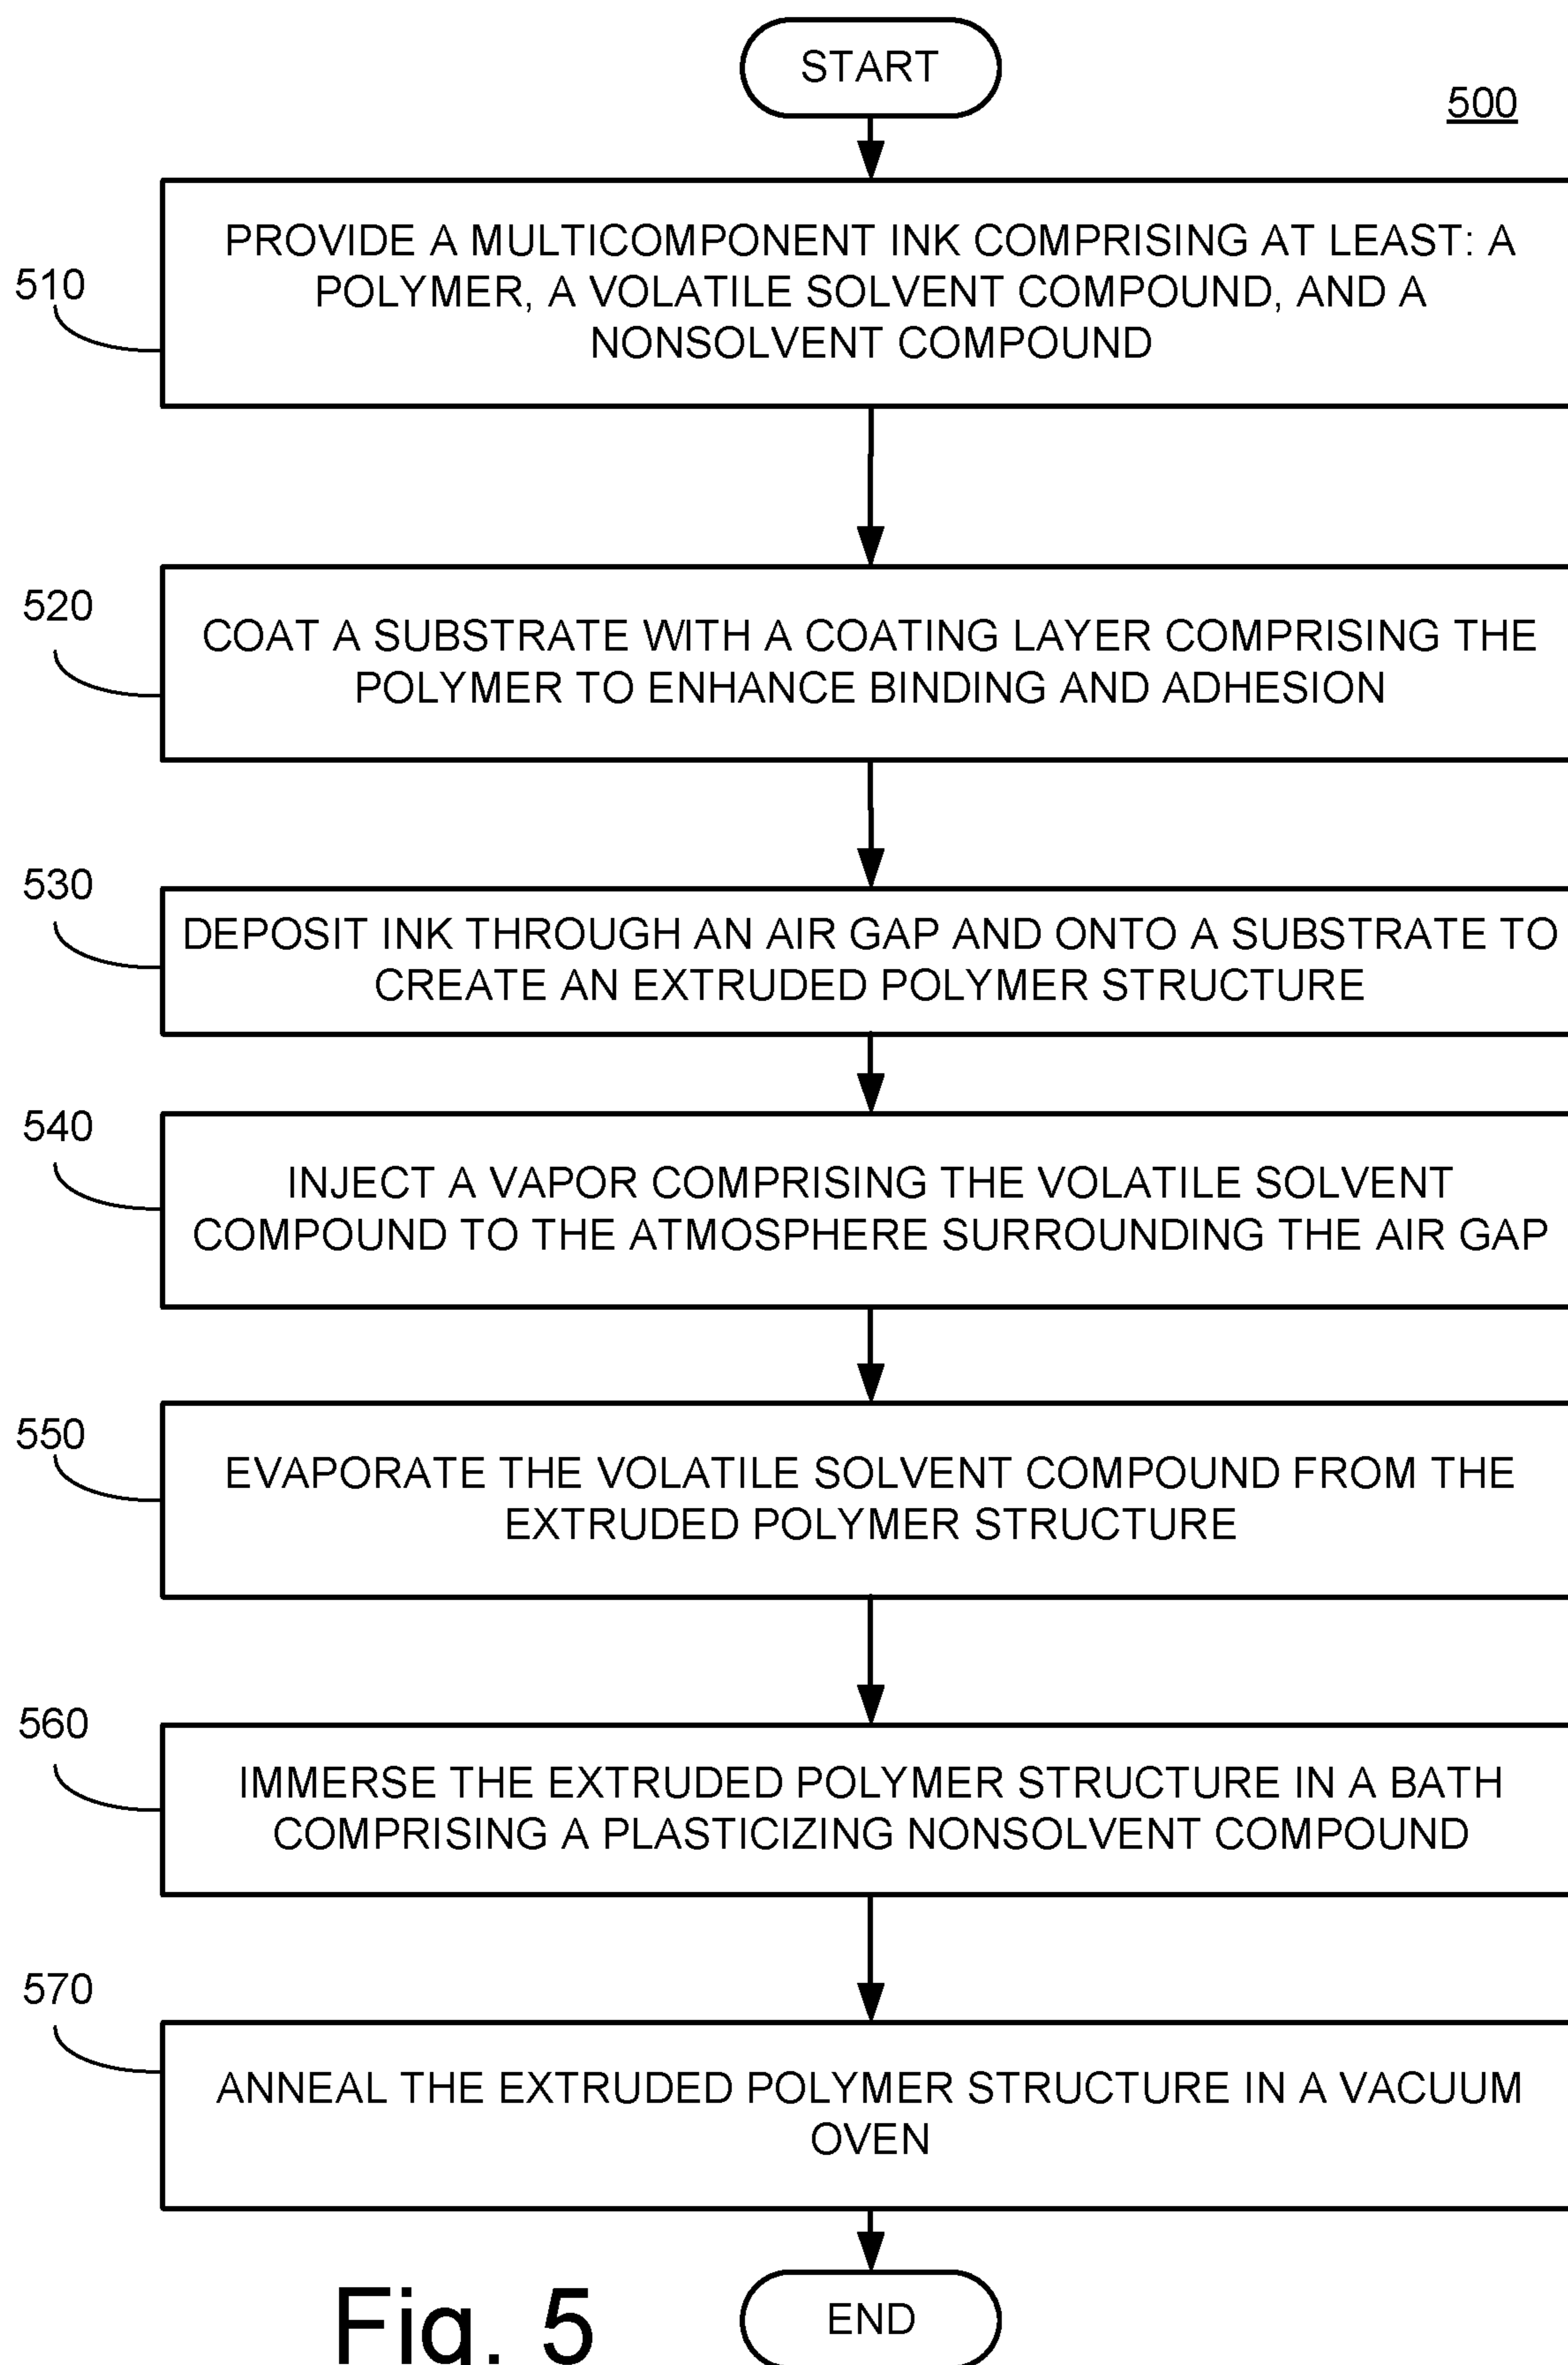 START
500
510
PROVIDE A MULTICOMPONENT INK COMPRISING AT LEAST: A
POLYMER, A VOLATILE SOLVENT COMPOUND, AND A
NONSOLVENT COMPOUND
520
COAT A SUBSTRATE WITH A COATING LAYER COMPRISING THE
POLYMER TO ENHANCE BINDING AND ADHESION
530
DEPOSIT INK THROUGH AN AIR GAP AND ONTO A SUBSTRATE TO
CREATE AN EXTRUDED POLYMER STRUCTURE
540
INJECT A VAPOR COMPRISING THE VOLATILE SOLVENT
COMPOUND TO THE ATMOSPHERE SURROUNDING THE AIR GAP
550
EVAPORATE THE VOLATILE SOLVENT COMPOUND FROM THE
EXTRUDED POLYMER STRUCTURE
560
IMMERSE THE EXTRUDED POLYMER STRUCTURE IN A BATH
COMPRISING A PLASTICIZING NONSOLVENT COMPOUND
570
ANNEAL THE EXTRUDED POLYMER STRUCTURE IN A VACUUM
OVEN
Fig. 5
END